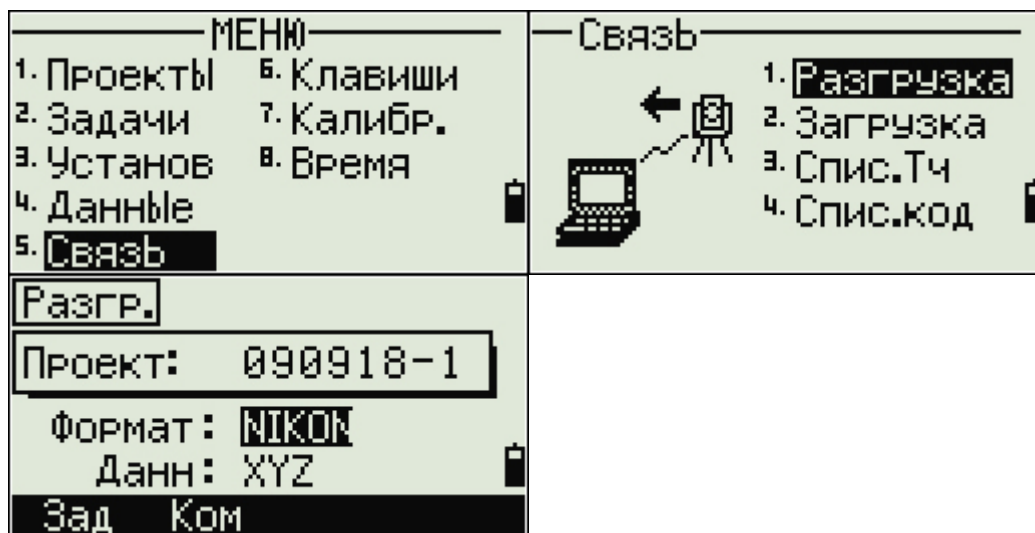 МЕНЮ
1. Проекты 6. Клавиши
2. Задачи 7. Калибр.
3. Установ 8. Время
4. Данные
5. Связь
Связь
1. Разгрузка
2. Загрузка
3. Спис.Тч
4. Спис.код
Разгр.
Проект: 090918-1
Формат: NIKON
Данн: XYZ
Зад Ком